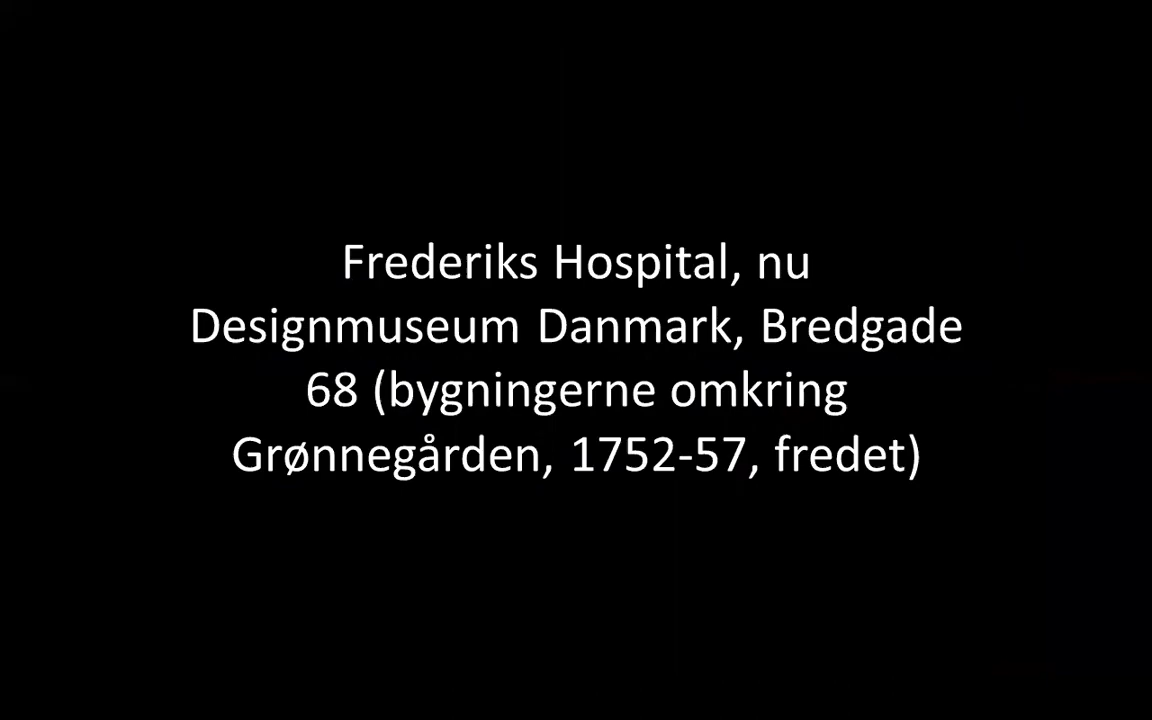 Frederiks Hospital, nu
Designmuseum Danmark, Bredgade
68 (bygningerne omkring
Grønnegården, 1752-57, fredet)